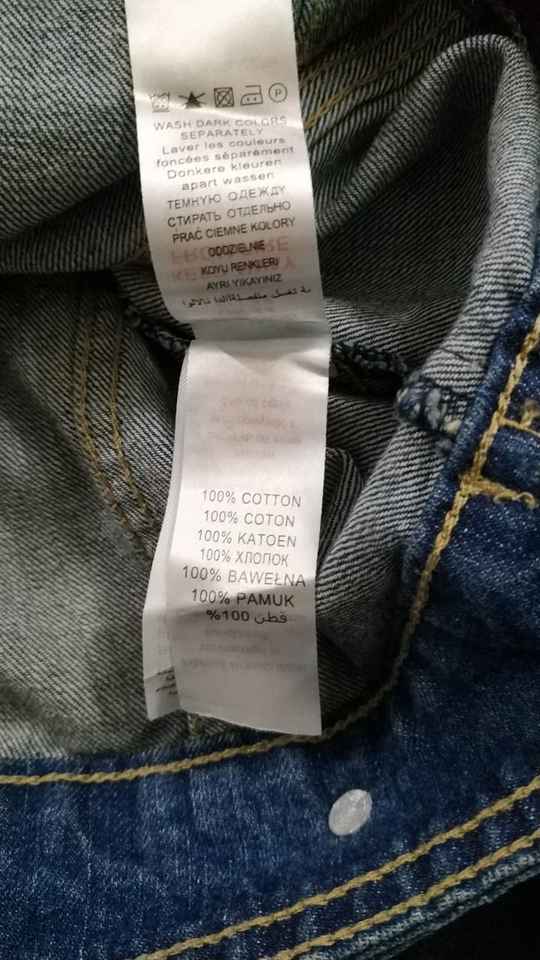 P
WASH DARK COLORS
SEPARATELY
Laver les couleurs
foncées séparément
Donkere kleuren
apart wassen
ТЕМНУЮ ОДЕЖДУ
СТИРАТЬ ОТДЕЛЬНО
PRAĆ CIEMNE KOLORY
ODDZIELNIE
KOYU RENKLERI
AYRI YIKAYINIZ
100% COTTON
100% COTON
100% KATOEN
100% ХЛОПОК
100% BAWEŁNA
100% PAMUK
%100 قطن